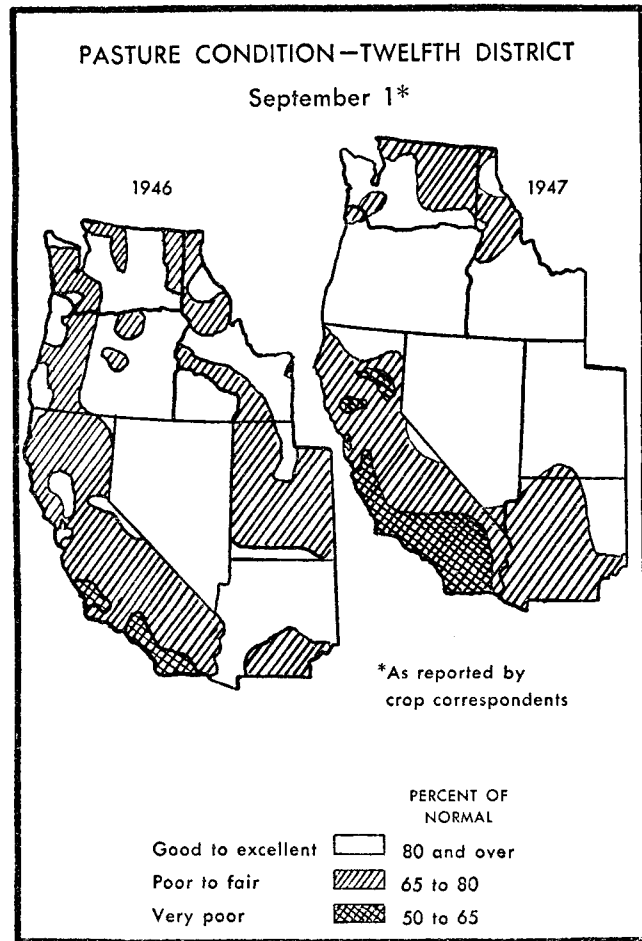 PASTURE CONDITION—TWELFTH DISTRICT
September 1*
1946
1947
*As reported by
crop correspondents
PERCENT OF
NORMAL
Good to excellent 80 and over
Poor to fair 65 to 80
Very poor 50 to 65